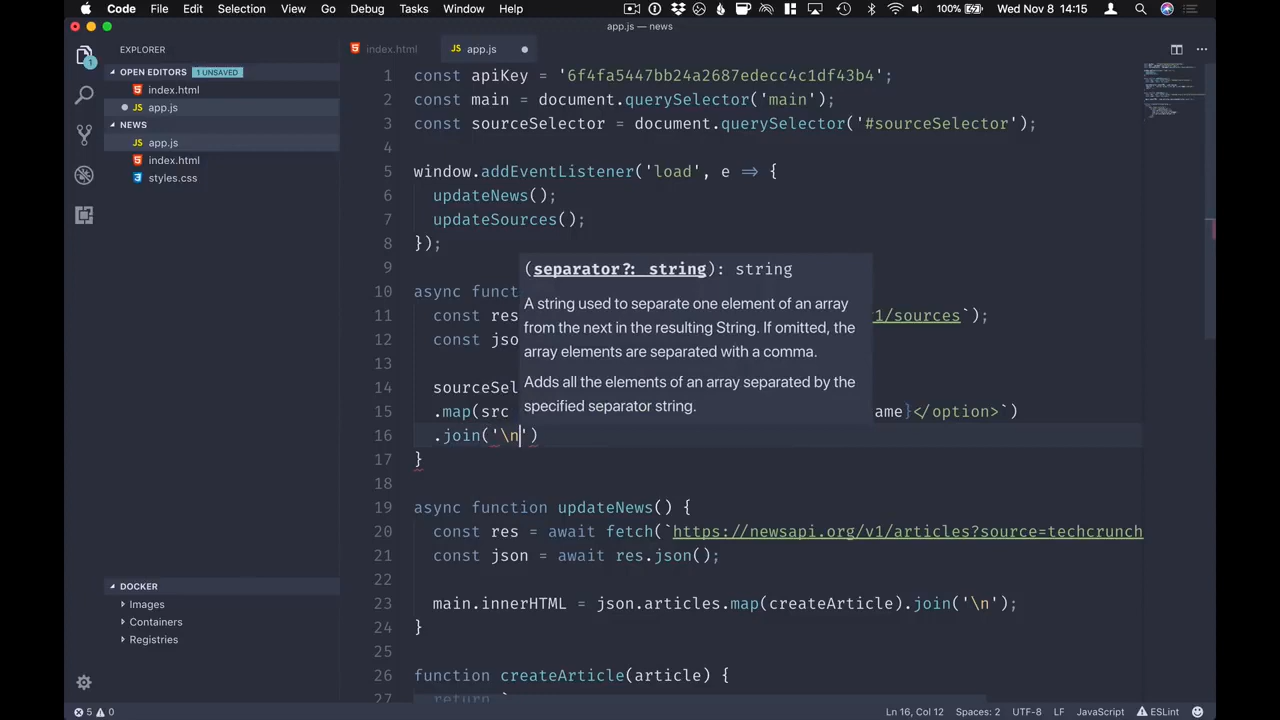 Code File Edit Selection View Go Debug Tasks Window Help 100% Wed Nov 8 14:15
app.js — news
EXPLORER
OPEN EDITORS 1 UNSAVED
index.html
JS app.js
NEWS
JS app.js
index.html
styles.css
DOCKER
Images
Containers
Registries
1
index.html JS app.js
1 const apiKey = '6f4fa5447bb24a2687edecc4c1df43b4';
2 const main = document.querySelector('main');
3 const sourceSelector = document.querySelector('#sourceSelector');
4
5 window.addEventListener('load', e => {
6 updateNews();
7 updateSources();
8 });
9
10 async funct
11 const res v1/sources`);
12 const jso
13
14 sourceSel
15 .map(src ame}</option>`)
16 .join('\n')
17 }
18
19 async function updateNews() {
20 const res = await fetch(`https://newsapi.org/v1/articles?source=techcrunch
21 const json = await res.json();
22
23 main.innerHTML = json.articles.map(createArticle).join('\n');
24 }
25
26 function createArticle(article) {
27 return `
(separator?: string): string
A string used to separate one element of an array
from the next in the resulting String. If omitted, the
array elements are separated with a comma.
Adds all the elements of an array separated by the
specified separator string.
5 0 Ln 16, Col 12 Spaces: 2 UTF-8 LF JavaScript ESLint